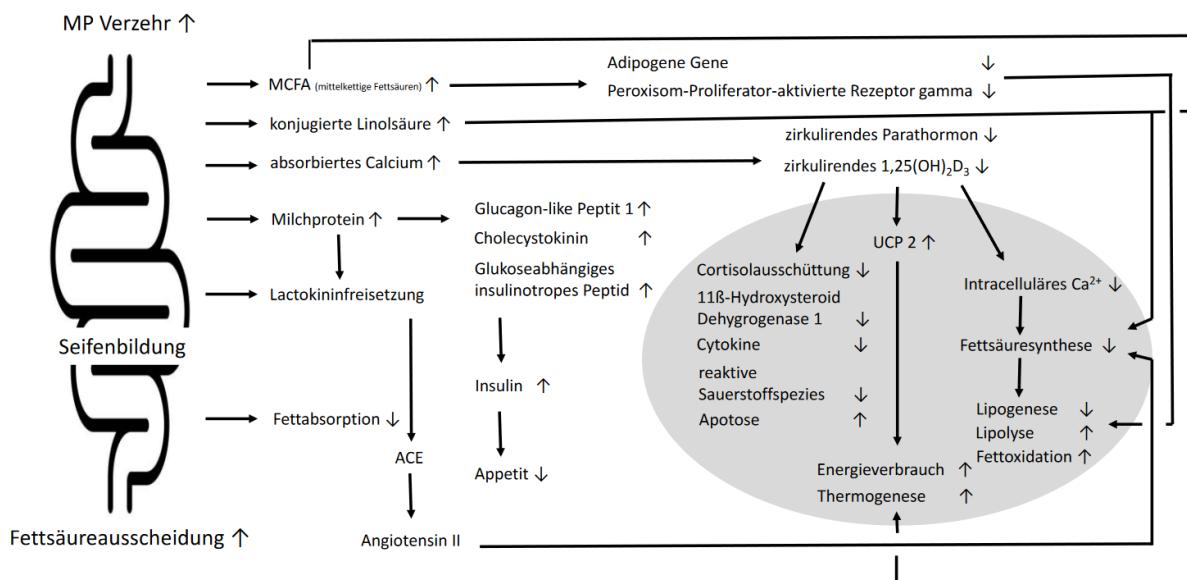 MP Verzehr ↑
MCFA (mittelkettige Fettsäuren) ↑
Adipogene Gene ↓
Peroxisom-Proliferator-aktivierte Rezeptor gamma ↓
konjugierte Linolsäure ↑
zirkulirendes Parathormon ↓
absorbiertes Calcium ↑
zirkulirendes 1,25(OH)₂D₃ ↓
Milchprotein ↑
Glucagon-like Peptit 1 ↑
Cholecystokinin ↑
Glukoseabhängiges
insulinotropes Peptid ↑
Lactokininfreisetzung
UCP 2 ↑
Cortisolausschüttung ↓
11ß-Hydroxysteroid
Dehygrogenase 1 ↓
Cytokine ↓
reaktive
Sauerstoffspezies ↓
Apotose ↑
Intracelluläres Ca²⁺ ↓
Fettsäuresynthese ↓
Lipogenese ↓
Lipolyse ↑
Fettoxidation ↑
Seifenbildung
Insulin ↑
Fettabsorption ↓
ACE
Appetit ↓
Energieverbrauch ↑
Thermogenese ↑
Fettsäureausscheidung ↑
Angiotensin II